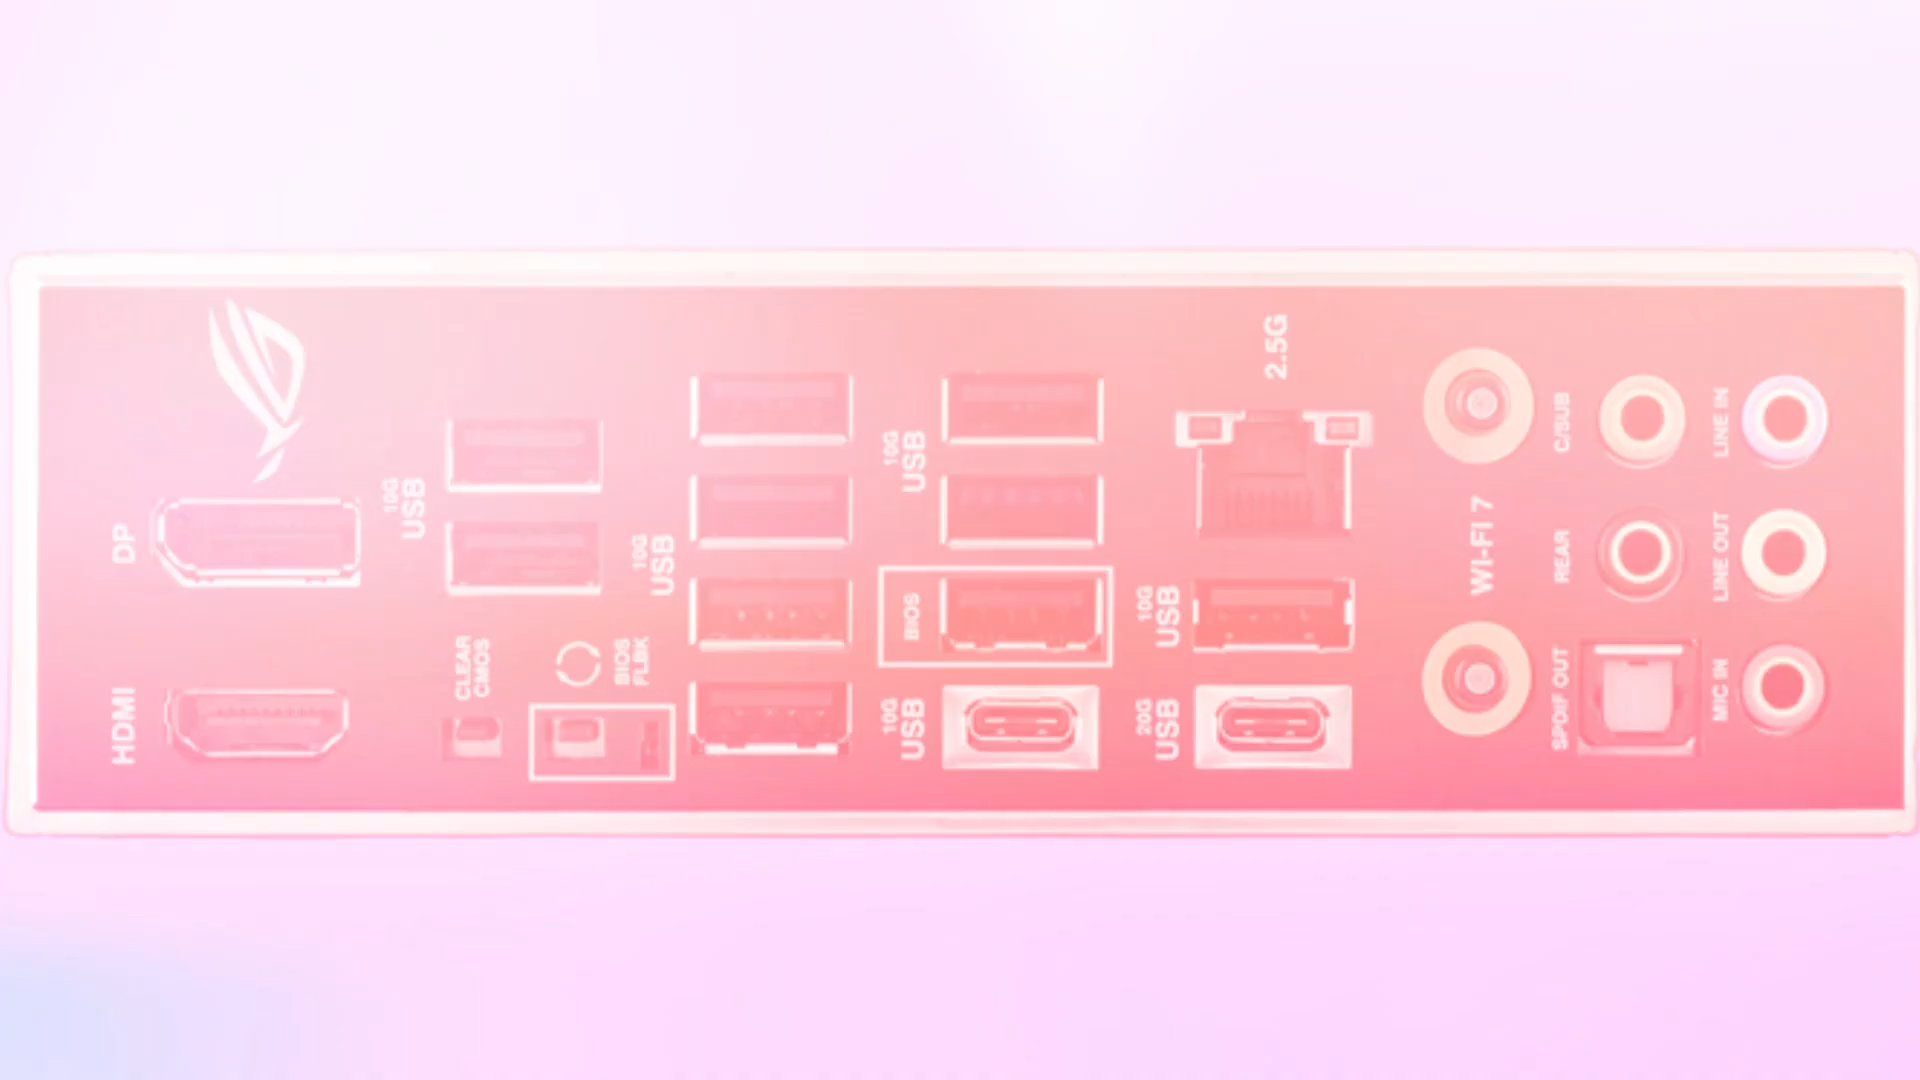 DP
HDMI
10G
USB
CLEAR
CMOS
BIOS
FLBK
10G
USB
10G
USB
BIOS
10G
USB
2.5G
10G
USB
20G
USB
WI-FI 7
C/SUB
REAR
SPDIF OUT
LINE IN
LINE OUT
MIC IN